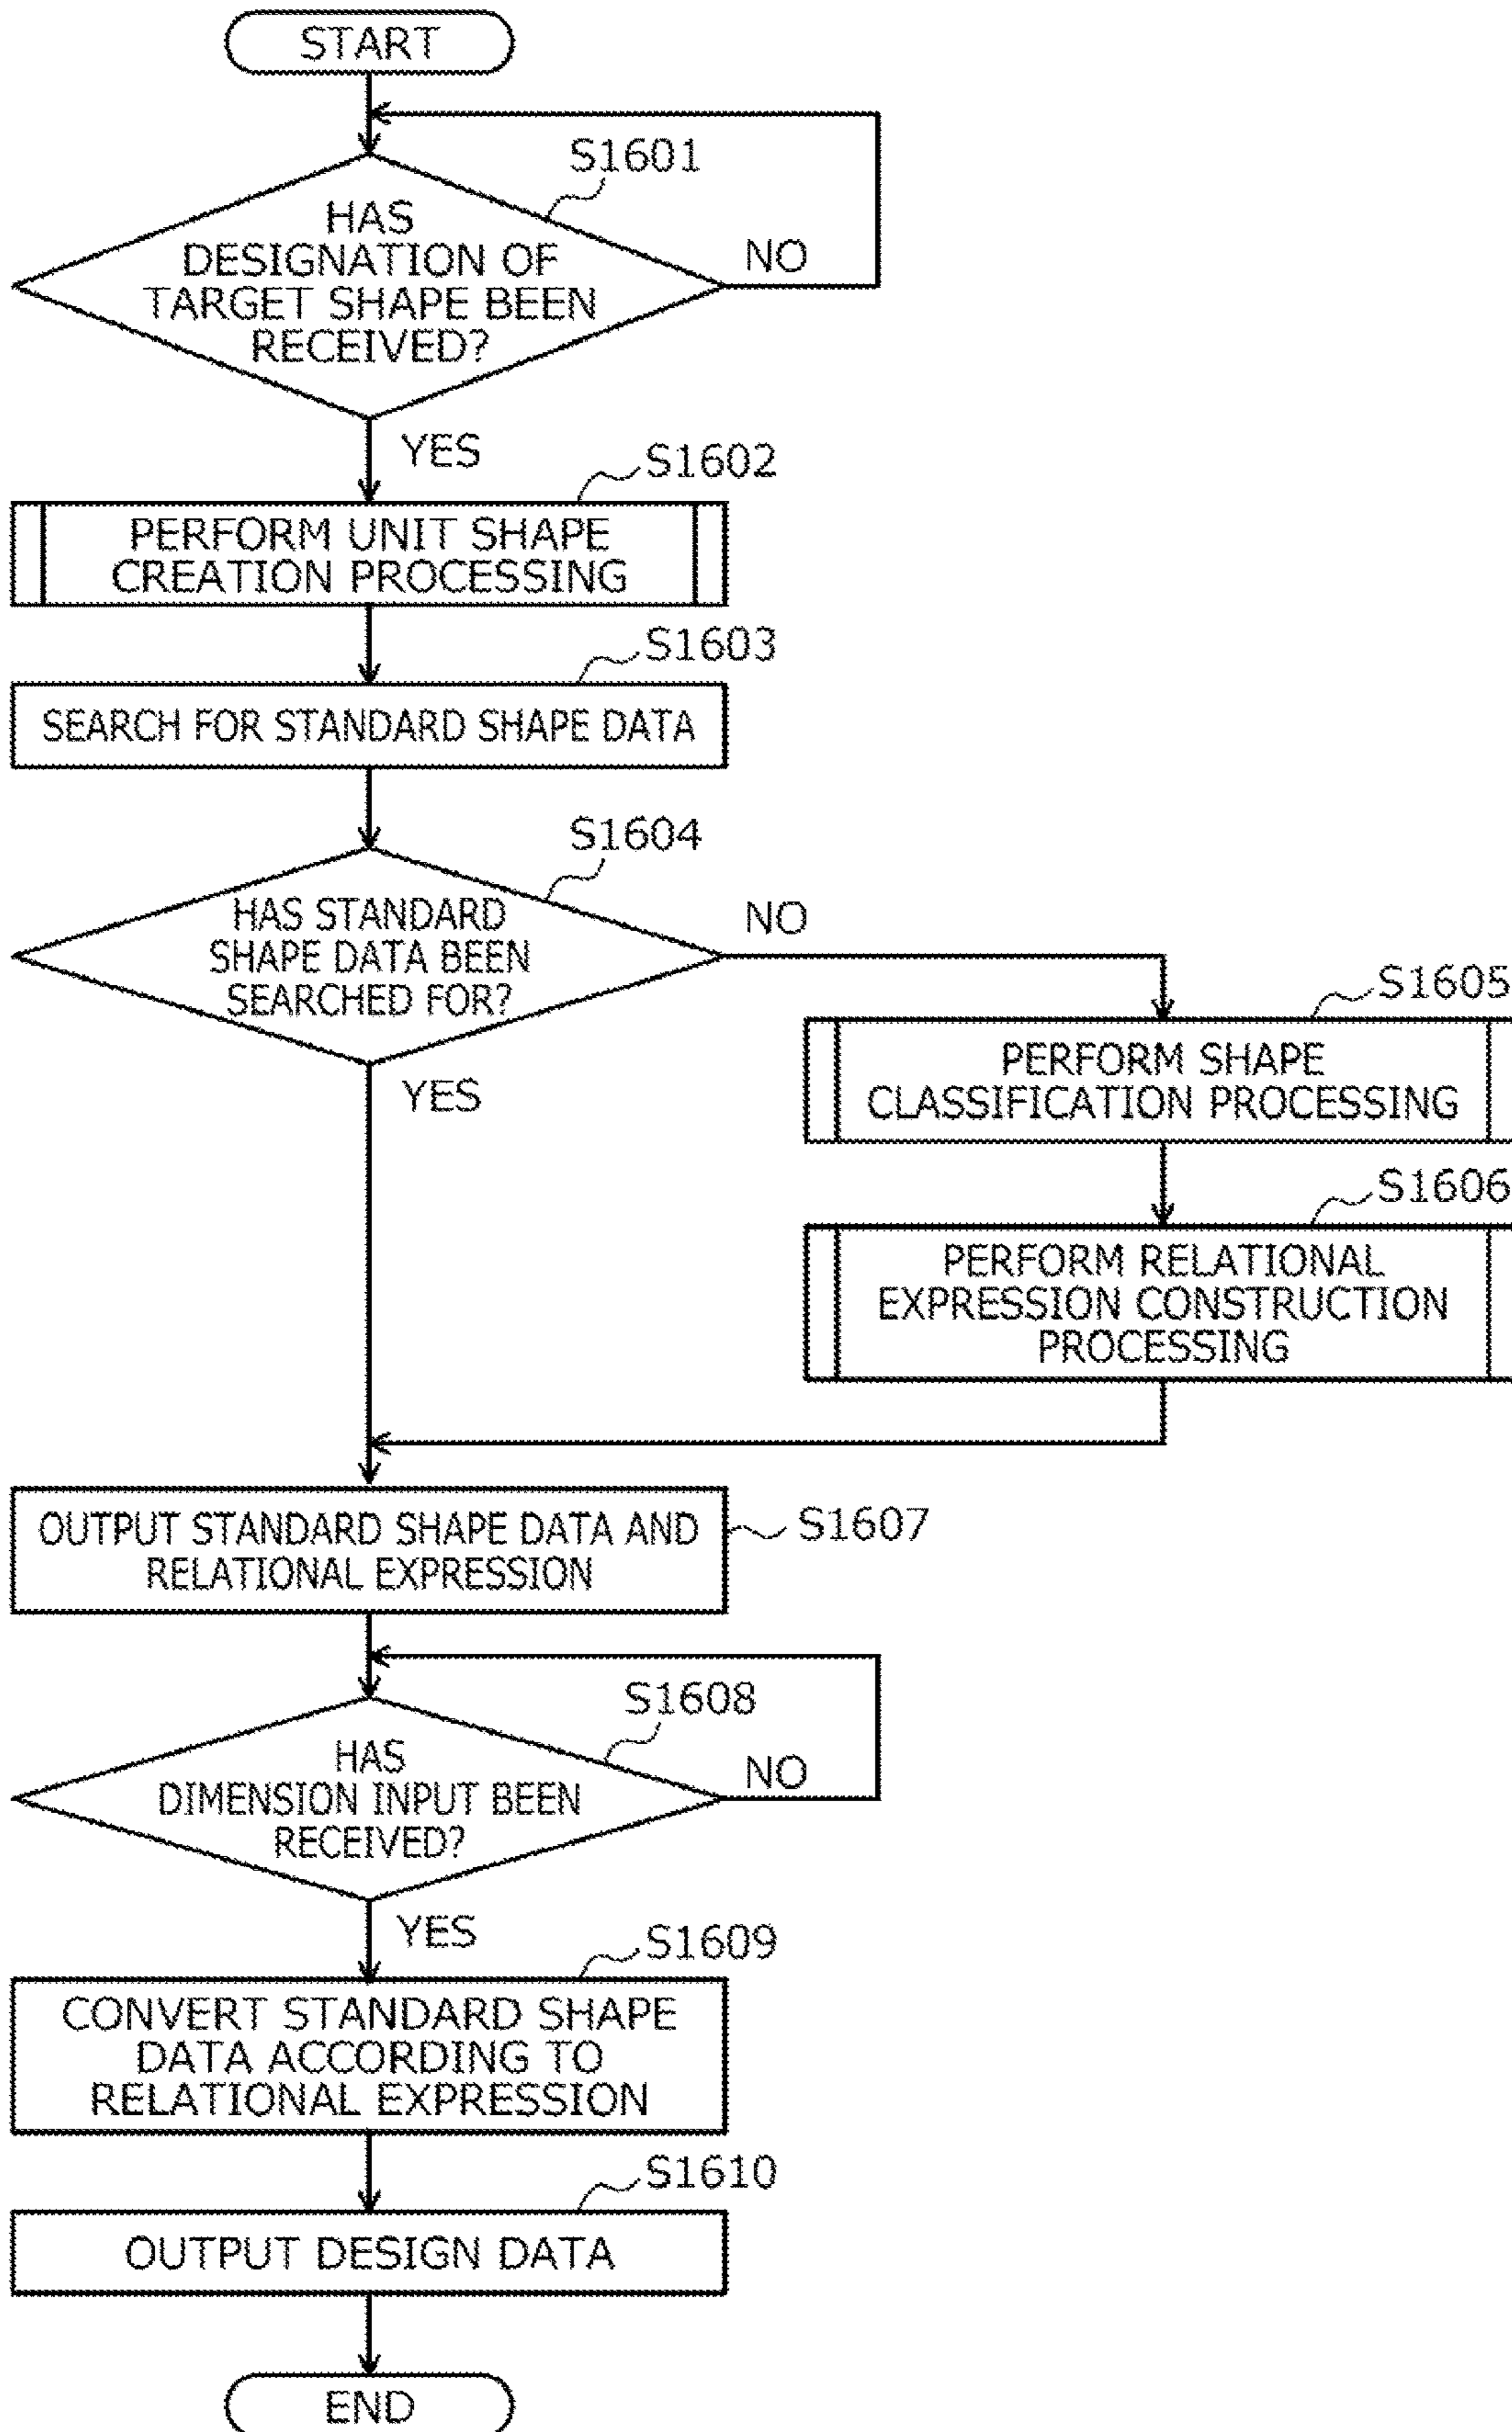 START
S1601
HAS
DESIGNATION OF
TARGET SHAPE BEEN
RECEIVED?
NO
YES
S1602
PERFORM UNIT SHAPE
CREATION PROCESSING
S1603
SEARCH FOR STANDARD SHAPE DATA
S1604
HAS STANDARD
SHAPE DATA BEEN
SEARCHED FOR?
NO
YES
S1605
PERFORM SHAPE
CLASSIFICATION PROCESSING
S1606
PERFORM RELATIONAL
EXPRESSION CONSTRUCTION
PROCESSING
OUTPUT STANDARD SHAPE DATA AND
RELATIONAL EXPRESSION
S1607
S1608
HAS
DIMENSION INPUT BEEN
RECEIVED?
NO
YES
S1609
CONVERT STANDARD SHAPE
DATA ACCORDING TO
RELATIONAL EXPRESSION
S1610
OUTPUT DESIGN DATA
END